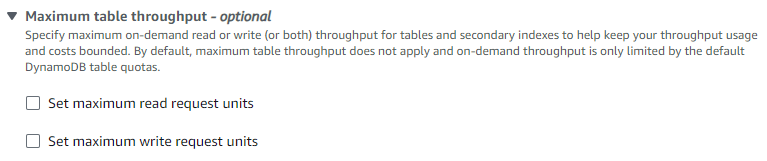 Maximum table throughput - optional
Specify maximum on-demand read or write (or both) throughput for tables and secondary indexes to help keep your throughput usage
and costs bounded. By default, maximum table throughput does not apply and on-demand throughput is only limited by the default
DynamoDB table quotas.
Set maximum read request units
Set maximum write request units